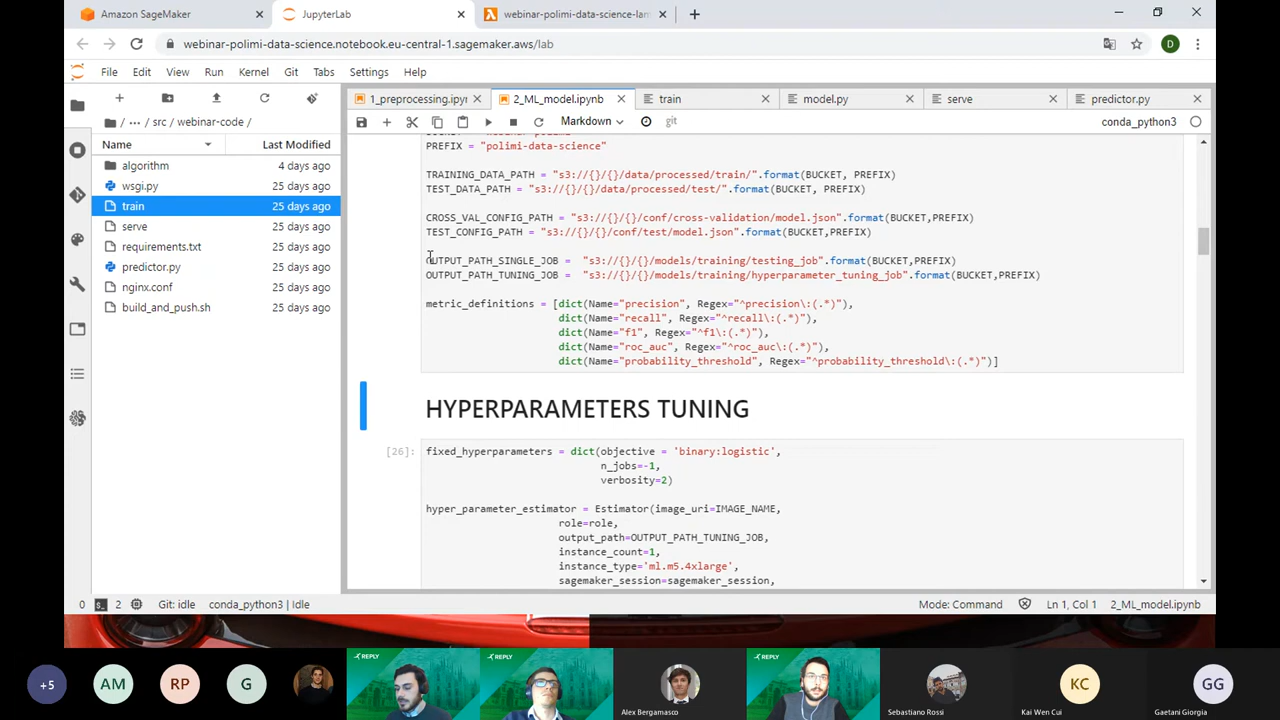 Amazon SageMaker
JupyterLab
webinar-polimi-data-science-lam
webinar-polimi-data-science.notebook.eu-central-1.sagemaker.aws/lab
D
File Edit View Run Kernel Git Tabs Settings Help
1_preprocessing.ipyr
2_ML_model.ipynb
train
model.py
serve
predictor.py
/ ··· / src / webinar-code /
Markdown
git
conda_python3
Name Last Modified
algorithm 4 days ago
wsgi.py 25 days ago
train 25 days ago
serve 25 days ago
requirements.txt 25 days ago
predictor.py 25 days ago
nginx.conf 25 days ago
build_and_push.sh 25 days ago
PREFIX = "polimi-data-science"
TRAINING_DATA_PATH = "s3://{}/{}/data/processed/train/".format(BUCKET, PREFIX)
TEST_DATA_PATH = "s3://{}/{}/data/processed/test/".format(BUCKET, PREFIX)
CROSS_VAL_CONFIG_PATH = "s3://{}/{}/conf/cross-validation/model.json".format(BUCKET,PREFIX)
TEST_CONFIG_PATH = "s3://{}/{}/conf/test/model.json".format(BUCKET,PREFIX)
OUTPUT_PATH_SINGLE_JOB = "s3://{}/{}/models/training/testing_job".format(BUCKET,PREFIX)
OUTPUT_PATH_TUNING_JOB = "s3://{}/{}/models/training/hyperparameter_tuning_job".format(BUCKET,PREFIX)
metric_definitions = [dict(Name="precision", Regex="^precision\:(.*)"),
dict(Name="recall", Regex="^recall\:(.*)"),
dict(Name="f1", Regex="^f1\:(.*)"),
dict(Name="roc_auc", Regex="^roc_auc\:(.*)"),
dict(Name="probability_threshold", Regex="^probability_threshold\:(.*)")]
HYPERPARAMETERS TUNING
[26]:
fixed_hyperparameters = dict(objective = 'binary:logistic',
n_jobs=-1,
verbosity=2)
hyper_parameter_estimator = Estimator(image_uri=IMAGE_NAME,
role=role,
output_path=OUTPUT_PATH_TUNING_JOB,
instance_count=1,
instance_type='ml.m5.4xlarge',
sagemaker_session=sagemaker_session,
0 2 Git: idle conda_python3 | Idle Mode: Command Ln 1, Col 1 2_ML_model.ipynb
+5
AM
RP
G
REPLY
REPLY
Alex Bergamasco
REPLY
Sebastiano Rossi
KC
Kai Wen Cui
GG
Gaetani Giorgia